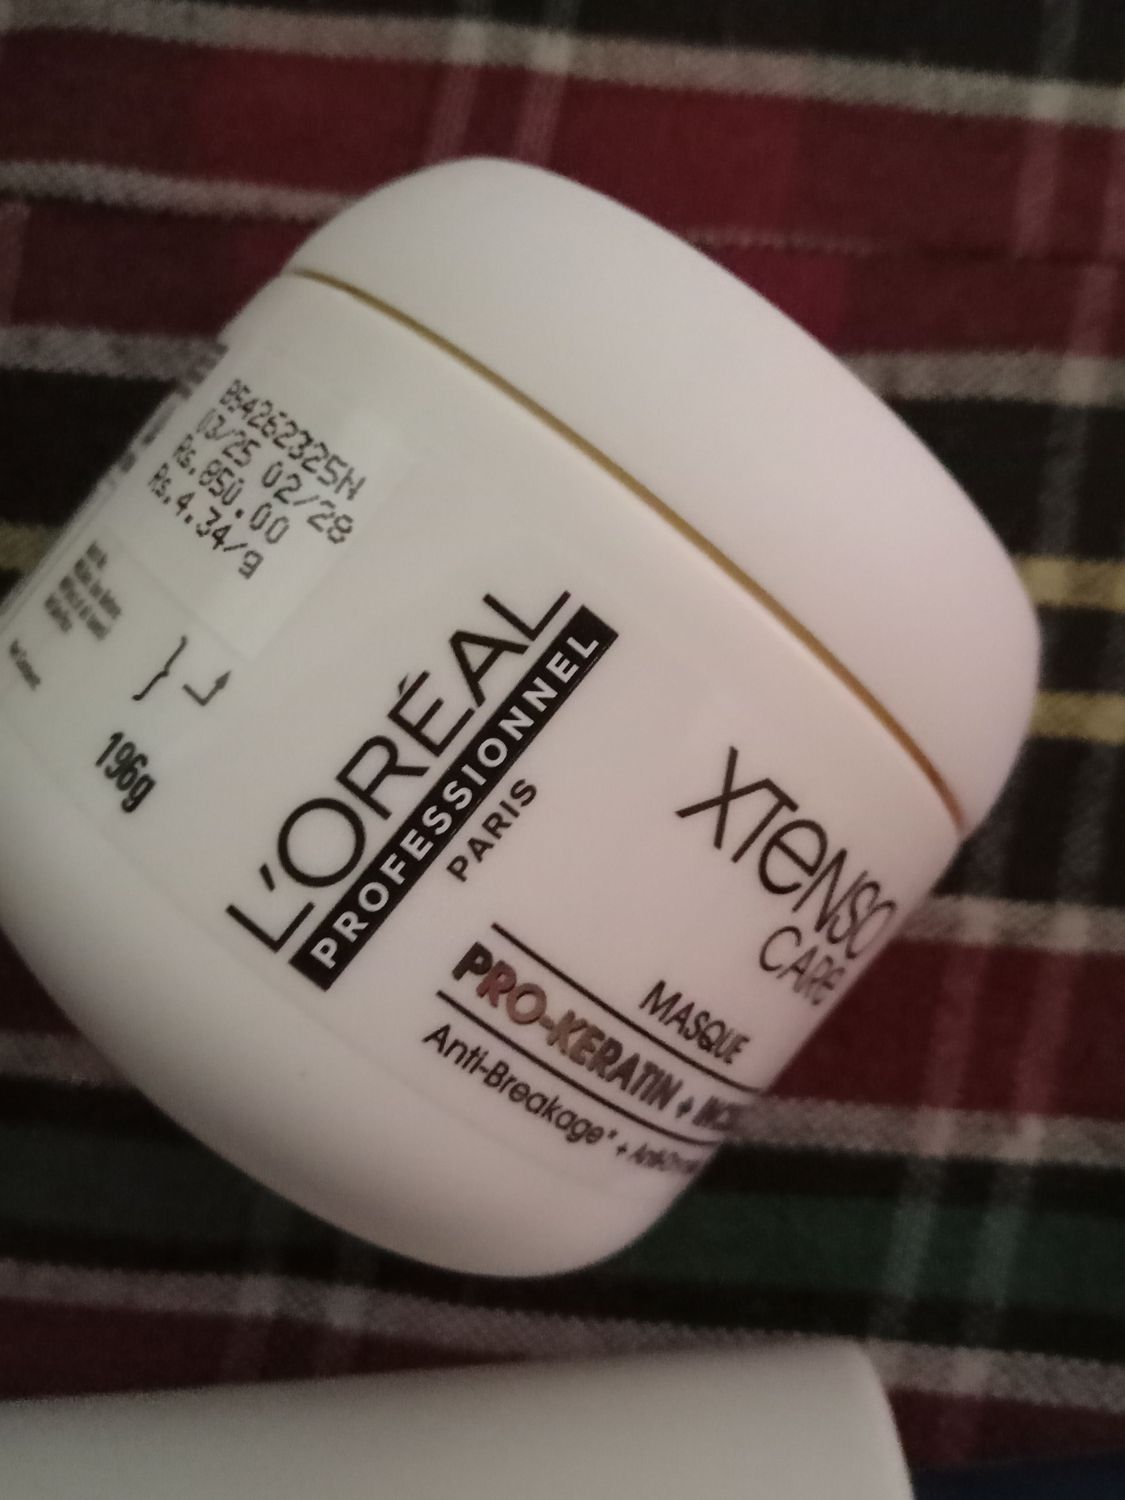 B54262325N
03/25 02/28
Rs.850.00
Rs.4.34/g
196g
L'ORÉAL
PROFESSIONNEL
PARIS
XTENSO
CARE
MASQUE
PRO-KERATIN +
Anti-Breakage* +